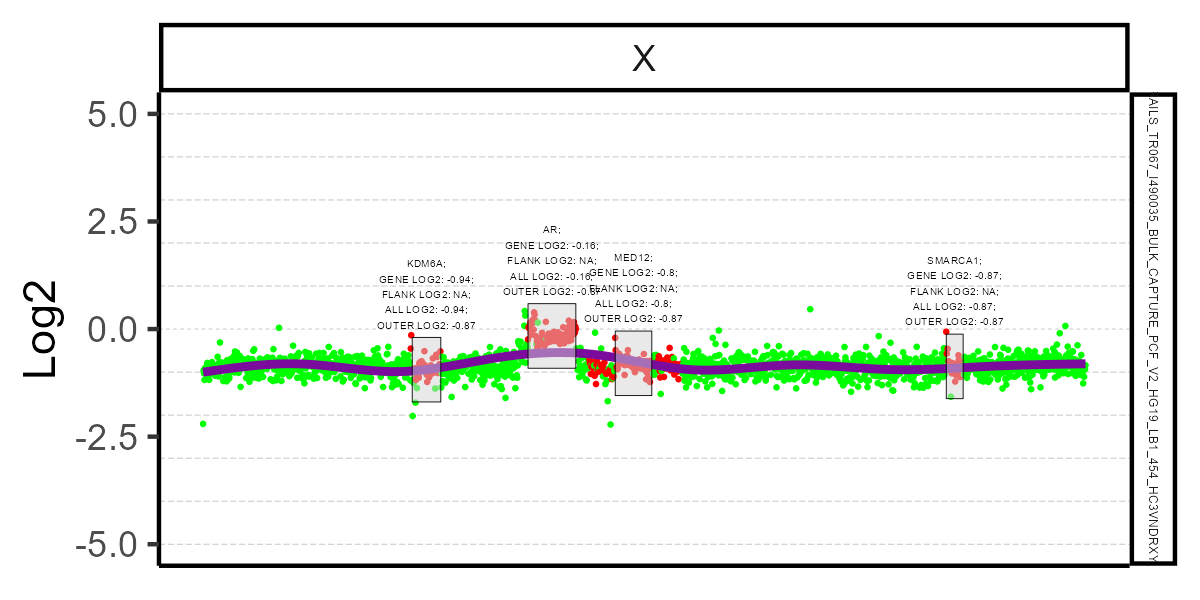 X
5.0
2.5
0.0
-2.5
-5.0
Log2
KDM6A;
GENE LOG2: -0.94;
FLANK LOG2: NA;
ALL LOG2: -0.94;
OUTER LOG2: -0.87
AR;
GENE LOG2: -0.16;
FLANK LOG2: NA;
ALL LOG2: -0.16;
OUTER LOG2: -0.87
MED12;
GENE LOG2: -0.8;
FLANK LOG2: NA;
ALL LOG2: -0.8;
OUTER LOG2: -0.87
SMARCA1;
GENE LOG2: -0.87;
FLANK LOG2: NA;
ALL LOG2: -0.87;
OUTER LOG2: -0.87
AILS_TR067_I490035_BULK_CAPTURE_PCF_V2_HG19_LB1_454_HC3VNDRXY